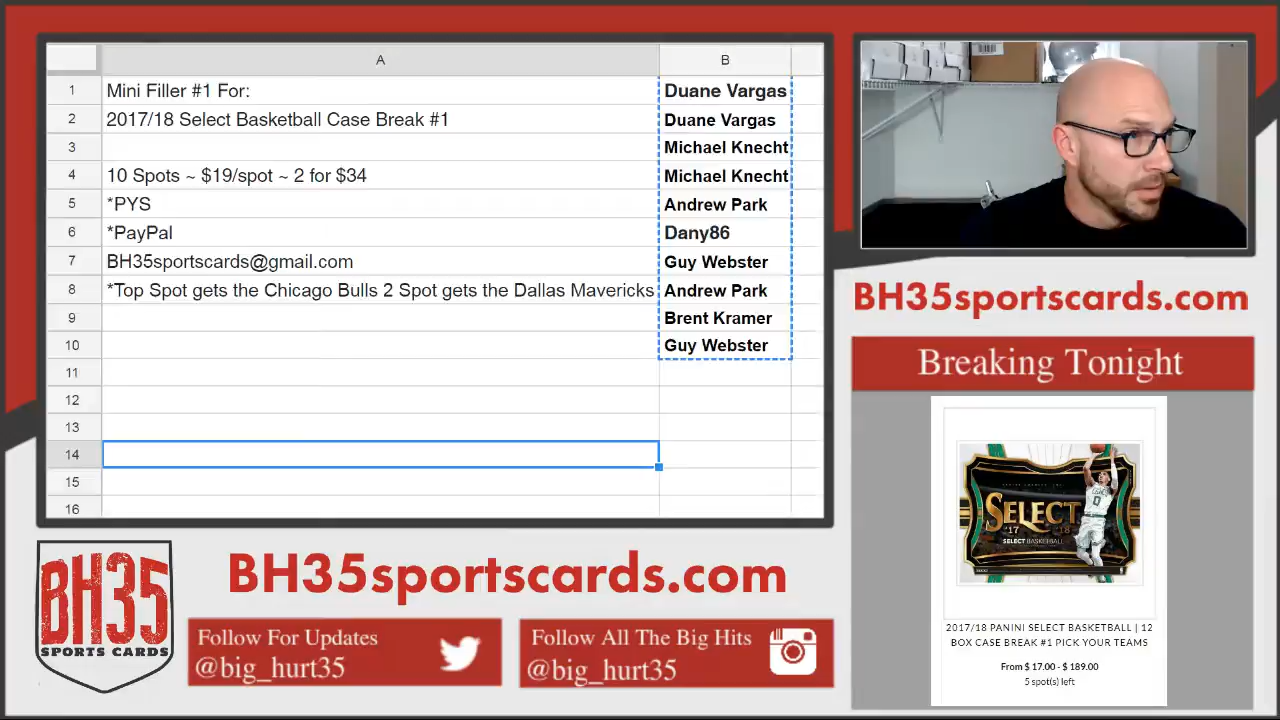 A
B
1 Mini Filler #1 For: Duane Vargas
2 2017/18 Select Basketball Case Break #1 Duane Vargas
3 Michael Knecht
4 10 Spots ~ $19/spot ~ 2 for $34 Michael Knecht
5 *PYS Andrew Park
6 *PayPal Dany86
7 BH35sportscards@gmail.com Guy Webster
8 *Top Spot gets the Chicago Bulls 2 Spot gets the Dallas Mavericks Andrew Park
9 Brent Kramer
10 Guy Webster
11
12
13
14
15
16
BH35sportscards.com
Breaking Tonight
SELECT
'17 '18
SELECT BASKETBALL
2017/18 PANINI SELECT BASKETBALL | 12
BOX CASE BREAK #1 PICK YOUR TEAMS
From $ 17.00 - $ 189.00
5 spot(s) left
BH35
SPORTS CARDS
BH35sportscards.com
Follow For Updates
@big_hurt35
Follow All The Big Hits
@big_hurt35